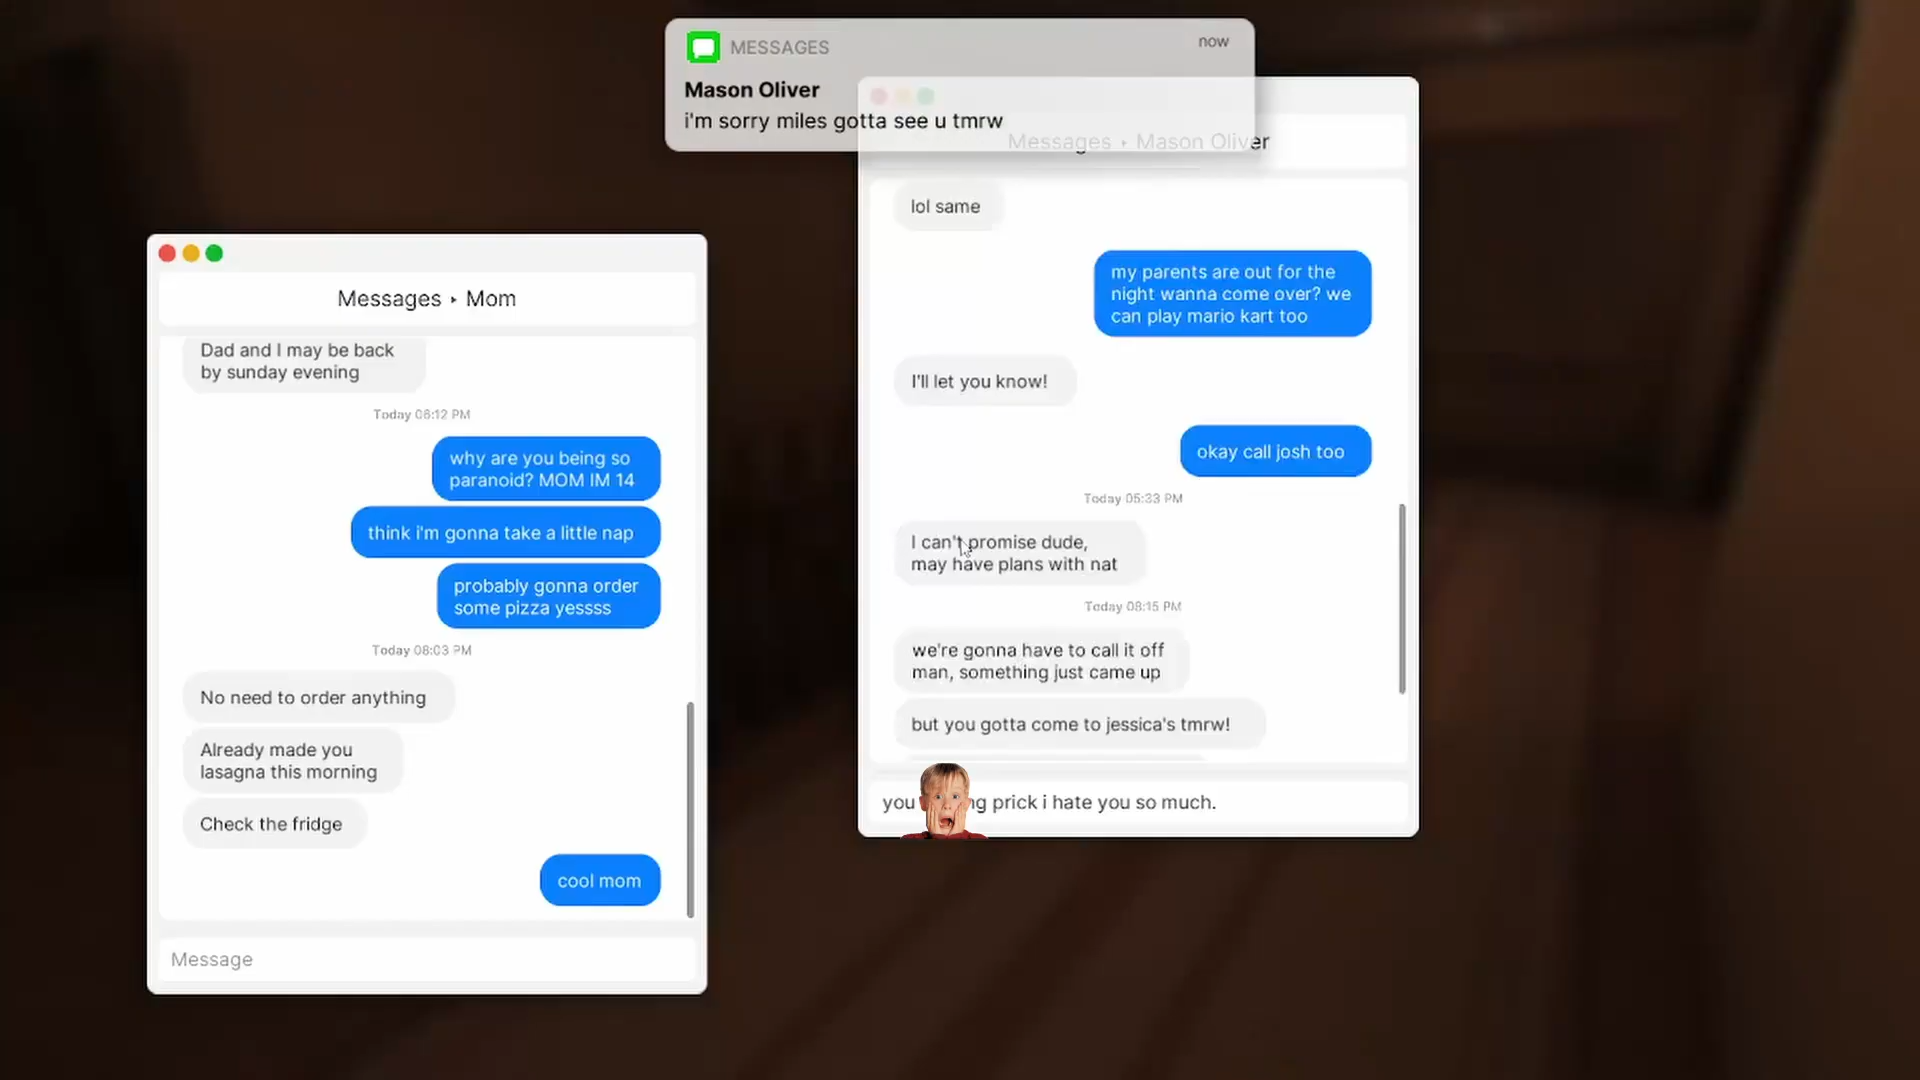 MESSAGES
now
Mason Oliver
i'm sorry miles gotta see u tmrw
Messages ‣ Mason Oliver
lol same
my parents are out for the
night wanna come over? we
can play mario kart too
I'll let you know!
okay call josh too
Today 05:33 PM
I can't promise dude,
may have plans with nat
Today 08:15 PM
we're gonna have to call it off
man, something just came up
but you gotta come to jessica's tmrw!
you ng prick i hate you so much.
Messages ‣ Mom
Dad and I may be back
by sunday evening
Today 06:12 PM
why are you being so
paranoid? MOM IM 14
think i'm gonna take a little nap
probably gonna order
some pizza yessss
Today 08:03 PM
No need to order anything
Already made you
lasagna this morning
Check the fridge
cool mom
Message